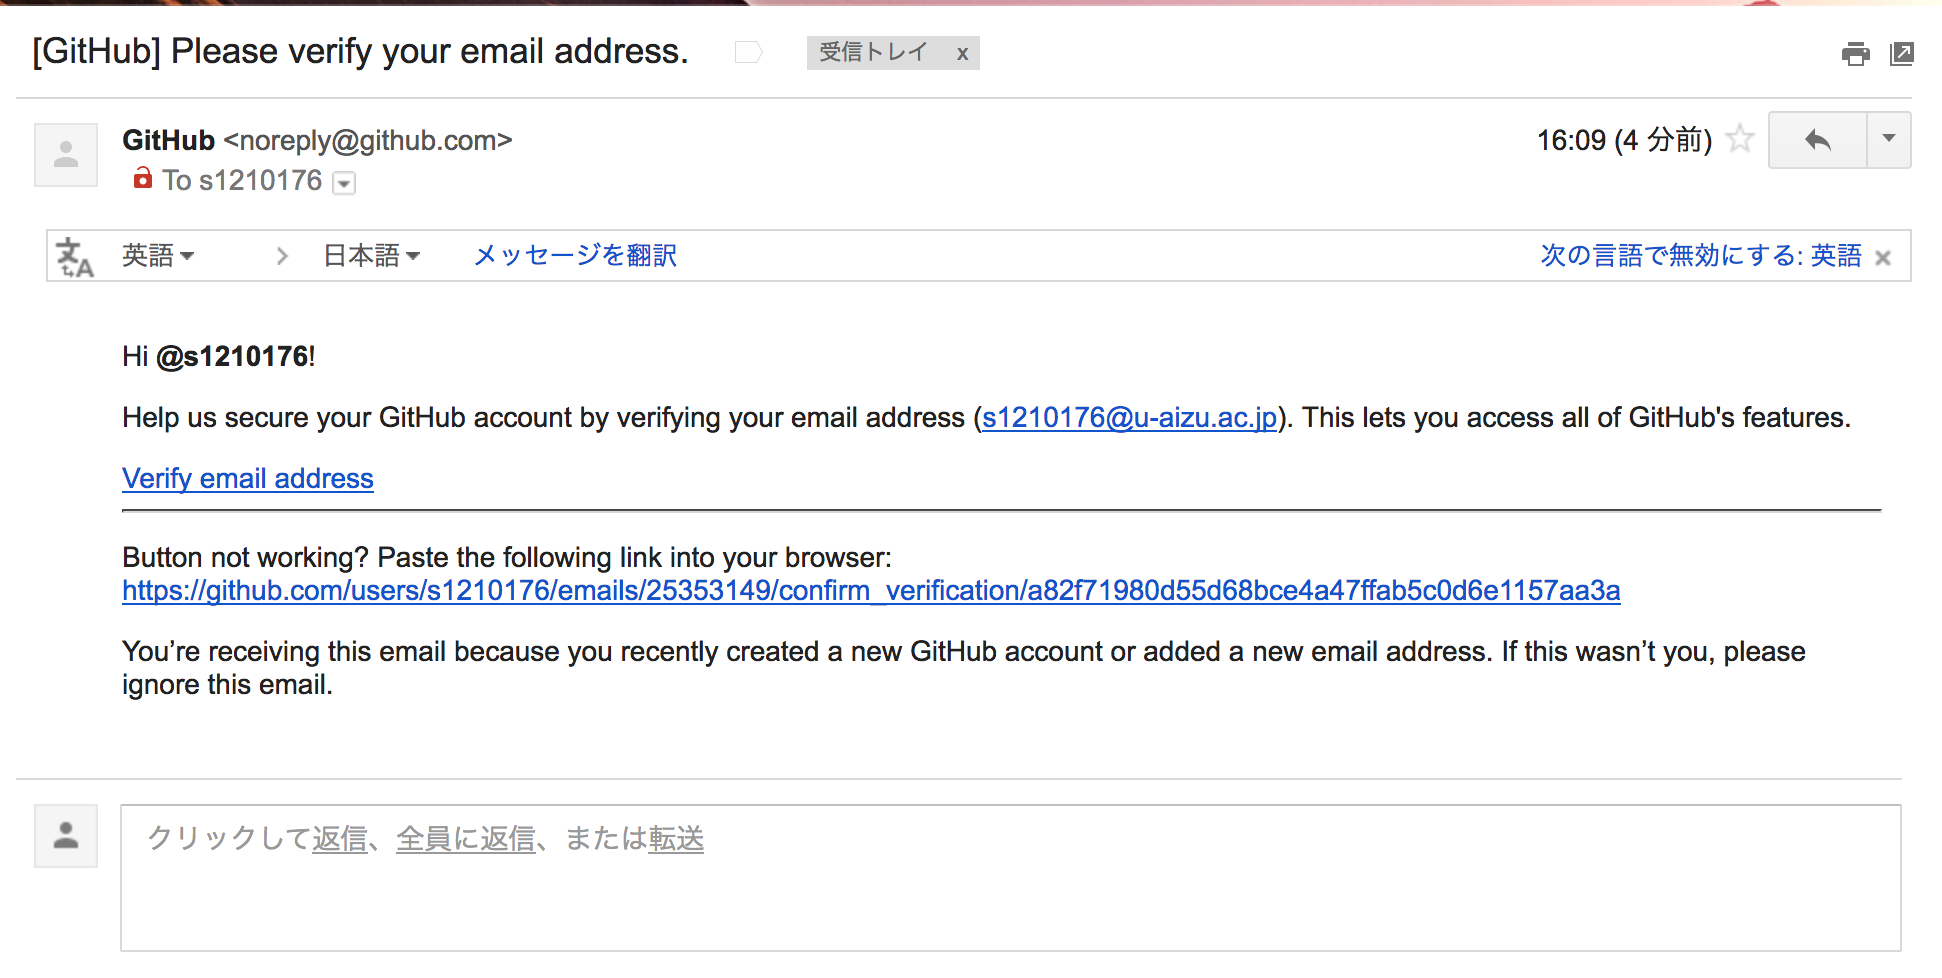 [GitHub] Please verify your email address. 受信トレイ x
GitHub <noreply@github.com> 16:09 (4 分前)
To s1210176
英語 日本語 メッセージを翻訳 次の言語で無効にする: 英語
Hi @s1210176!
Help us secure your GitHub account by verifying your email address (s1210176@u-aizu.ac.jp). This lets you access all of GitHub's features.
Verify email address
Button not working? Paste the following link into your browser:
https://github.com/users/s1210176/emails/25353149/confirm_verification/a82f71980d55d68bce4a47ffab5c0d6e1157aa3a
You’re receiving this email because you recently created a new GitHub account or added a new email address. If this wasn’t you, please
ignore this email.
クリックして返信、全員に返信、または転送